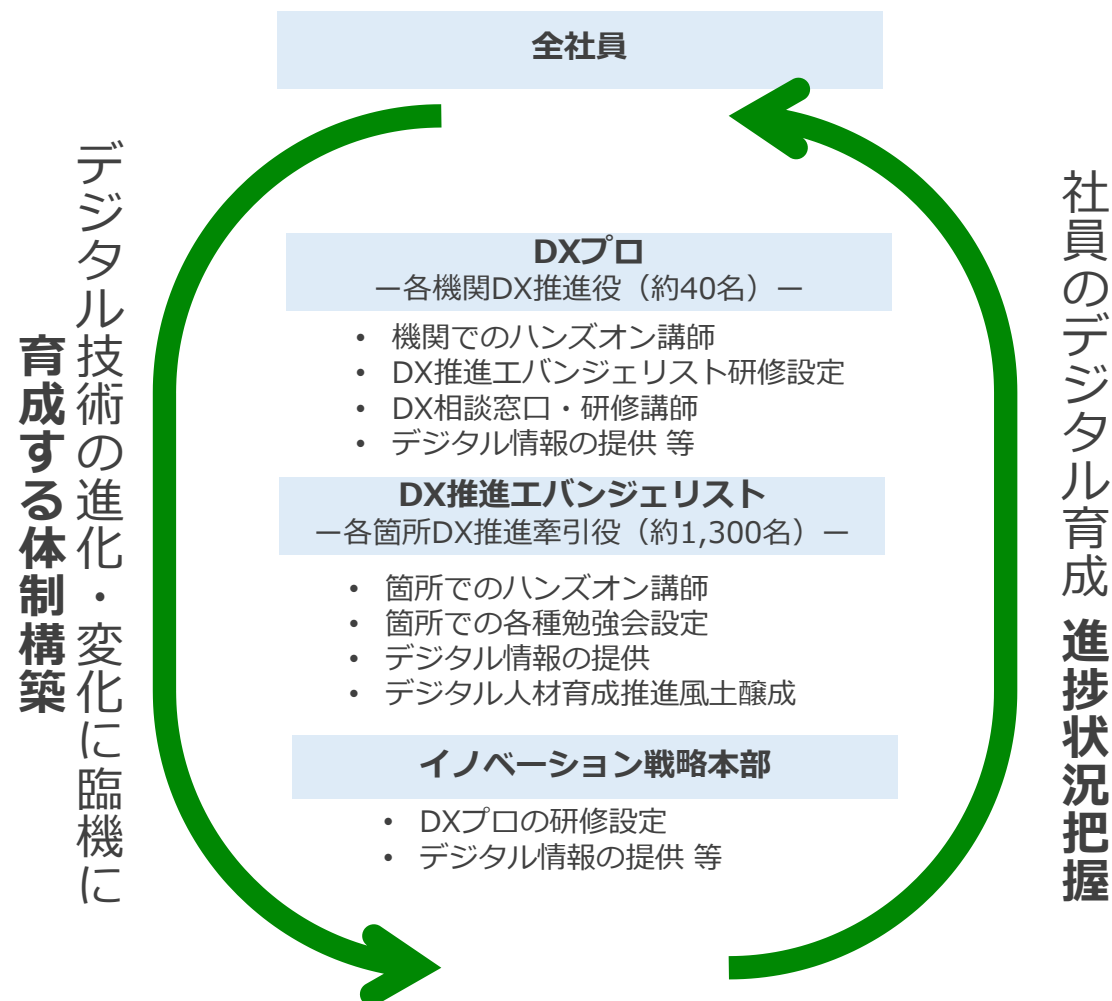 全社員
デジタル技術の進化・変化に臨機に
育成する体制構築
DXプロ
ー各機関DX推進役（約40名）ー
• 機関でのハンズオン講師
• DX推進エバンジェリスト研修設定
• DX相談窓口・研修講師
• デジタル情報の提供 等
DX推進エバンジェリスト
ー各箇所DX推進牽引役（約1,300名）ー
• 箇所でのハンズオン講師
• 箇所での各種勉強会設定
• デジタル情報の提供
• デジタル人材育成推進風土醸成
イノベーション戦略本部
• DXプロの研修設定
• デジタル情報の提供 等
社員のデジタル育成 進捗状況把握